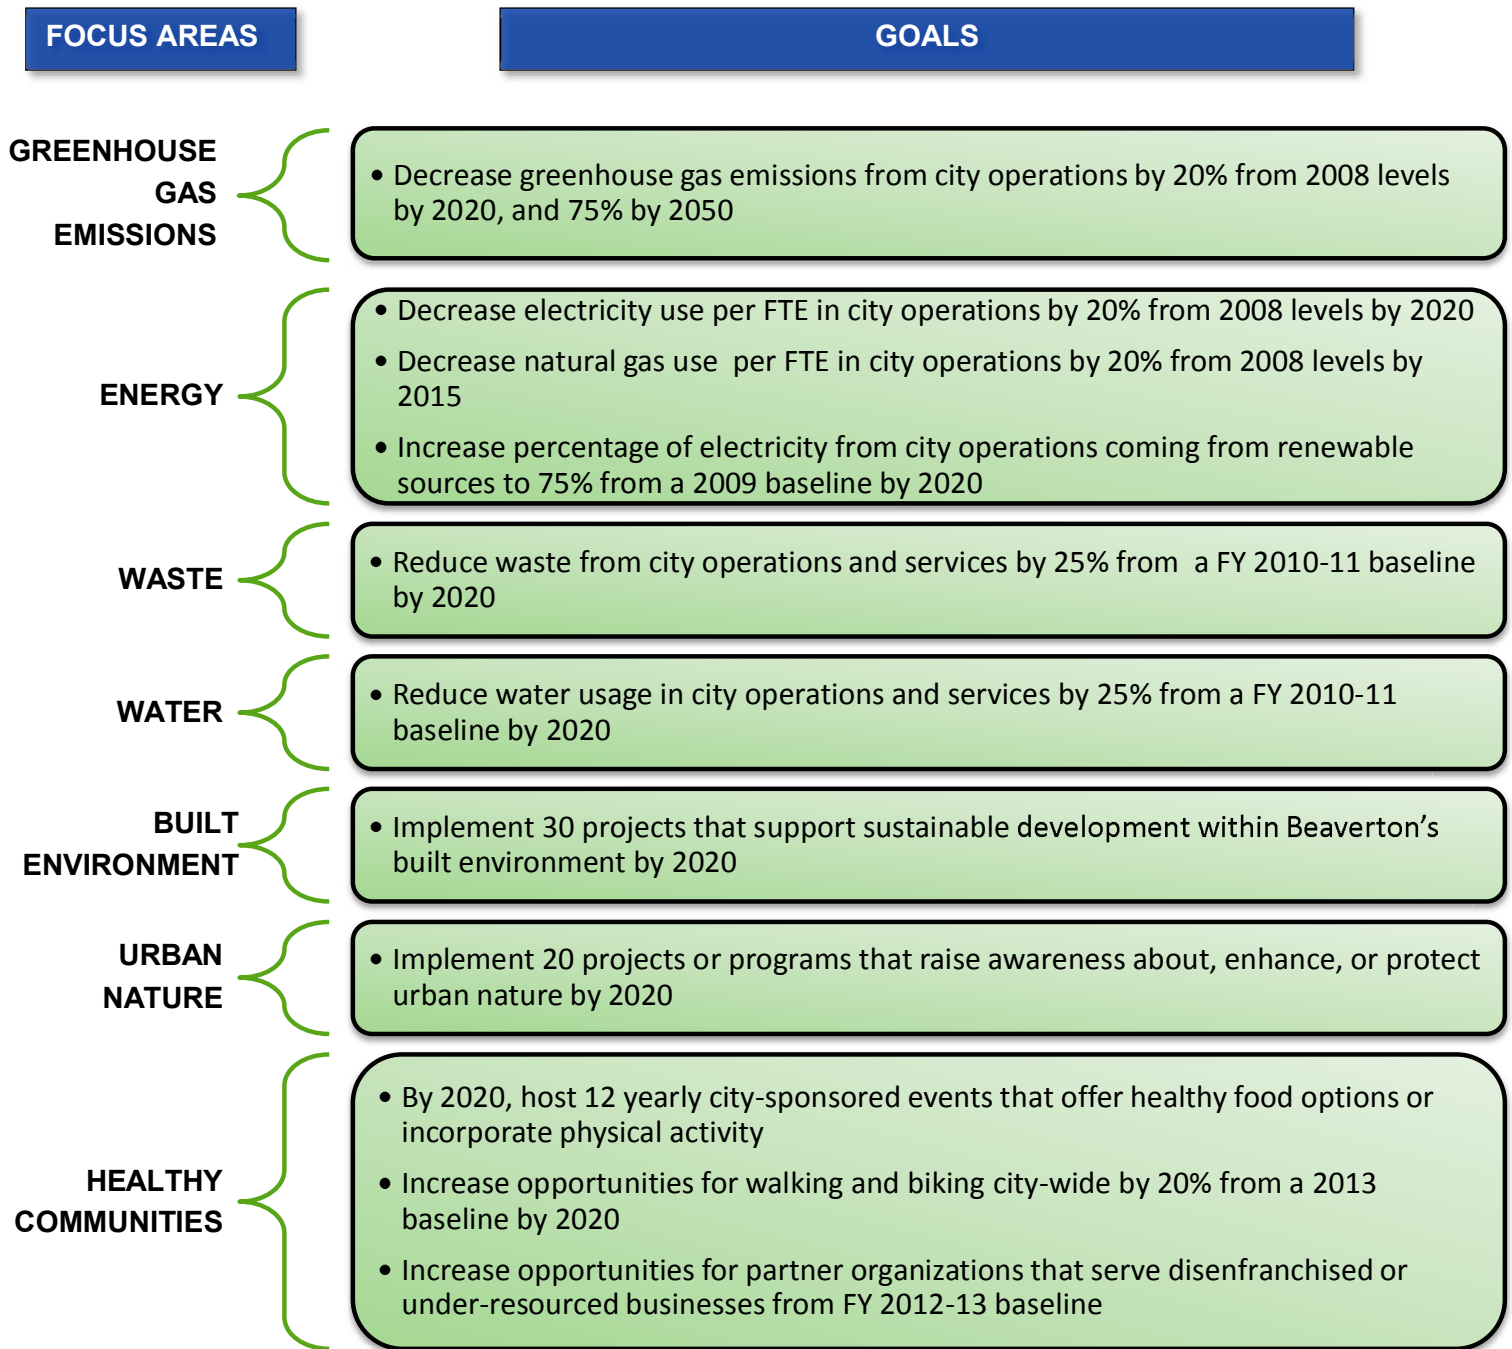 FOCUS AREAS
GOALS
GREENHOUSE
GAS
EMISSIONS
• Decrease greenhouse gas emissions from city operations by 20% from 2008 levels
by 2020, and 75% by 2050
ENERGY
• Decrease electricity use per FTE in city operations by 20% from 2008 levels by 2020
• Decrease natural gas use  per FTE in city operations by 20% from 2008 levels by
2015
• Increase percentage of electricity from city operations coming from renewable
sources to 75% from a 2009 baseline by 2020
WASTE
• Reduce waste from city operations and services by 25% from  a FY 2010-11 baseline
by 2020
WATER
• Reduce water usage in city operations and services by 25% from a FY 2010-11
baseline by 2020
BUILT
ENVIRONMENT
• Implement 30 projects that support sustainable development within Beaverton’s
built environment by 2020
URBAN
NATURE
• Implement 20 projects or programs that raise awareness about, enhance, or protect
urban nature by 2020
HEALTHY
COMMUNITIES
• By 2020, host 12 yearly city-sponsored events that offer healthy food options or
incorporate physical activity
• Increase opportunities for walking and biking city-wide by 20% from a 2013
baseline by 2020
• Increase opportunities for partner organizations that serve disenfranchised or
under-resourced businesses from FY 2012-13 baseline